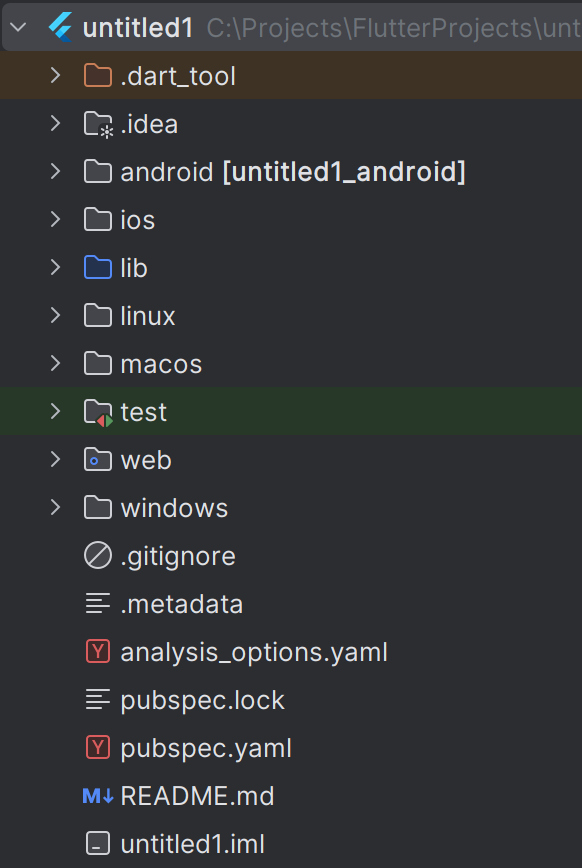 untitled1 C:\Projects\FlutterProjects\unt
.dart_tool
.idea
android [untitled1_android]
ios
lib
linux
macos
test
web
windows
.gitignore
.metadata
Y analysis_options.yaml
pubspec.lock
Y pubspec.yaml
M↓ README.md
untitled1.iml